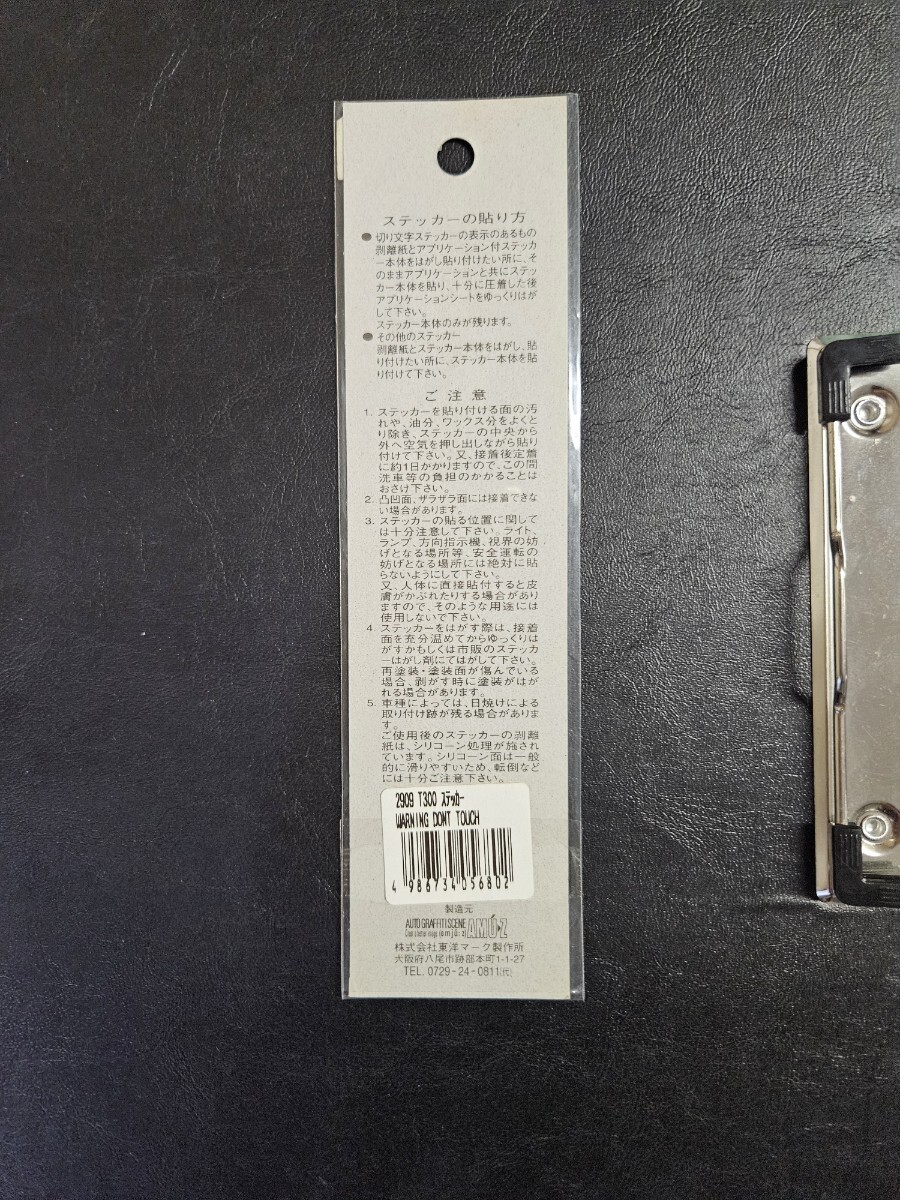 ステッカーの貼り方
●切り文字ステッカーの表示のあるもの
剥離紙とアプリケーション付ステッカ
ー本体をはがし貼り付けたい所に、そ
のままアプリケーションと共にステッ
カー本体を貼り、十分に圧着した後
アプリケーションシートをゆっくりはが
して下さい。
ステッカー本体のみが残ります。
●その他のステッカー
剥離紙とステッカー本体をはがし、貼
り付けたい所に、ステッカー本体を貼
り付けて下さい。
ご注意
1. ステッカーを貼り付ける面の汚
れや、油分、ワックス分をよくと
り除き、ステッカーの中央から
外へ空気を押し出しながら貼り
付けて下さい。又、接着後定着
に約1日かかりますので、この間
洗車等の負担のかかることは
おさけ下さい。
2. 凸凹面、ザラザラ面には接着できな
い場合があります。
3. ステッカーの貼る位置に関して
は十分注意して下さい。ライト、
ランプ、方向指示機、視界の妨
げとなる場所等、安全運転の
妨げとなる場所には絶対に貼
らないようにして下さい。
又、人体に直接貼付すると皮
膚がかぶれたりする場合があり
ますので、そのような用途には
使用しないで下さい。
4. ステッカーをはがす際は、接着
面を充分温めてからゆっくりは
がすかもしくは市販のステッカ
ーはがし剤にてはがして下さい。
再塗装・塗装面が傷んでいる
場合、剥がす時に塗装がはが
れる場合があります。
5. 車種によっては、日焼けによる
取り付け跡が残る場合がありま
す。
ご使用後のステッカーの剥離
紙は、シリコーン処理が施され
ています。シリコーン面は一般
的に滑りやすいため、転倒など
には十分ご注意下さい。
2909 T300 ステッカー
WARNING DONT TOUCH
4 986734 056802
製造元
AUTO GRAFFITI SCENE
AMÚZ
株式会社東洋マーク製作所
大阪府八尾市跡部本町1-1-27
TEL. 0729-24-0811(代)